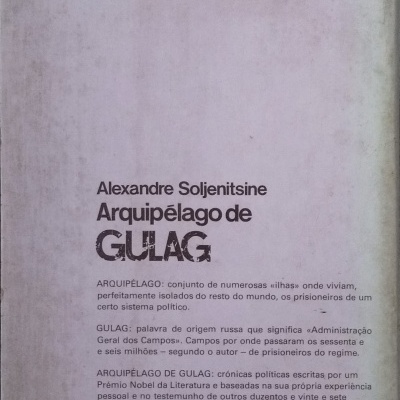 Alexandre Soljenitsine
Arquipélago de
GULAG
ARQUIPÉLAGO: conjunto de numerosas «ilhas» onde viviam,
perfeitamente isolados do resto do mundo, os prisioneiros de um
certo sistema político.
GULAG: palavra de origem russa que significa «Administração
Geral dos Campos». Campos por onde passaram os sessenta e
e seis milhões – segundo o autor – de prisioneiros do regime.
ARQUIPÉLAGO DE GULAG: crónicas políticas escritas por um
Prémio Nobel da Literatura e baseadas na sua própria experiência
pessoal e no testemunho de outros duzentos e vinte e sete